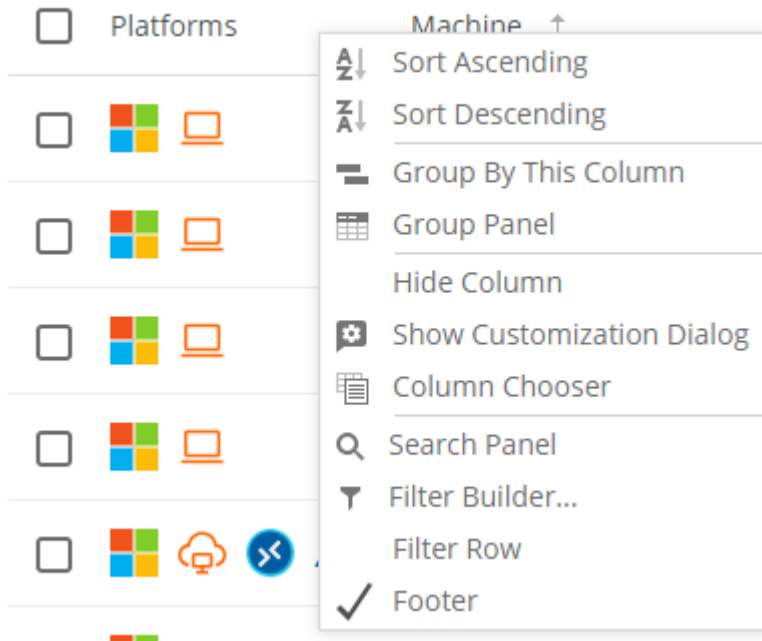 Platforms
Machine
Sort Ascending
Sort Descending
Group By This Column
Group Panel
Hide Column
Show Customization Dialog
Column Chooser
Search Panel
Filter Builder...
Filter Row
Footer